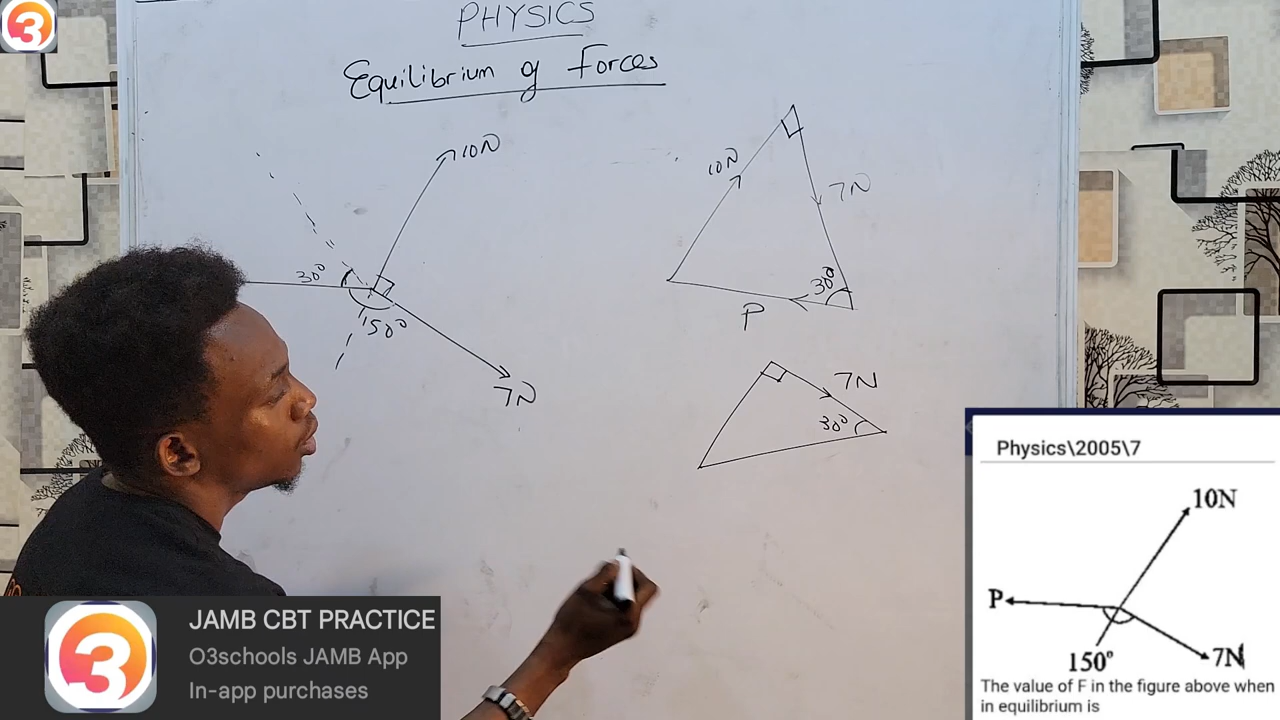 3
PHYSICS
Equilibrium of Forces
10N
30°
150°
7N
10N
7N
30°
P
7N
30°
3
JAMB CBT PRACTICE
O3schools JAMB App
In-app purchases
Physics\2005\7
10N
P
150°
7N
The value of F in the figure above when
in equilibrium is